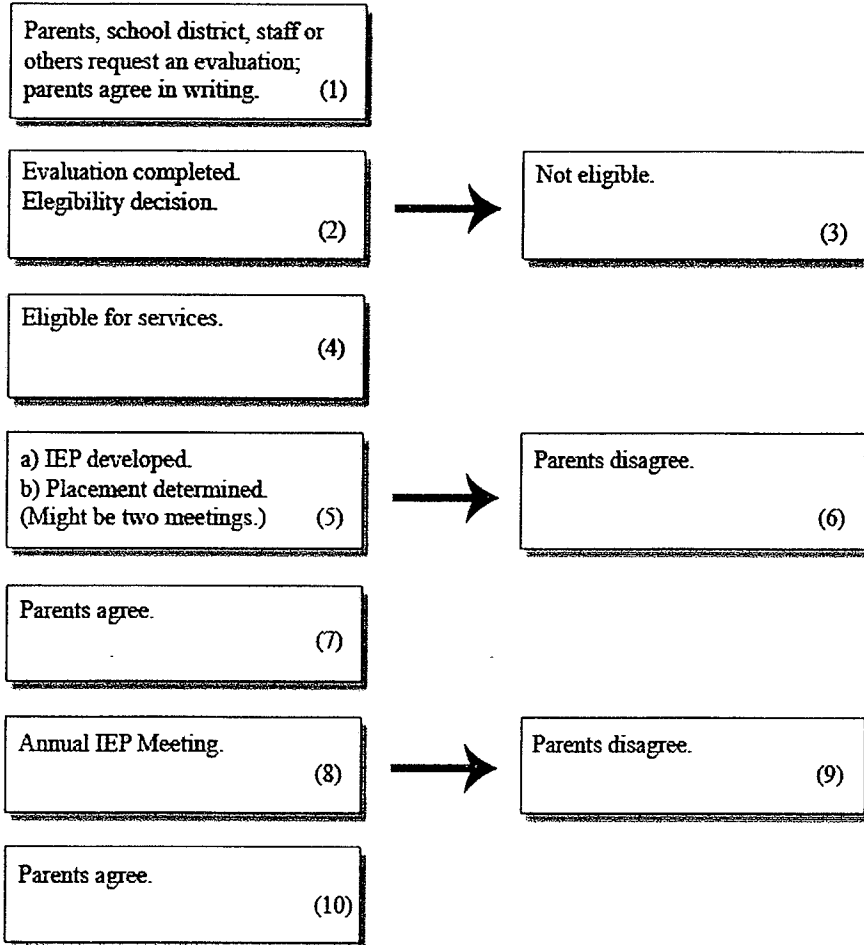 Parents, school district, staff or
others request an evaluation;
parents agree in writing. (1)
Evaluation completed.
Elegibility decision.
(2)
Not eligible.
(3)
Eligible for services.
(4)
a) IEP developed.
b) Placement determined.
(Might be two meetings.) (5)
Parents disagree.
(6)
Parents agree.
(7)
Annual IEP Meeting.
(8)
Parents disagree.
(9)
Parents agree.
(10)